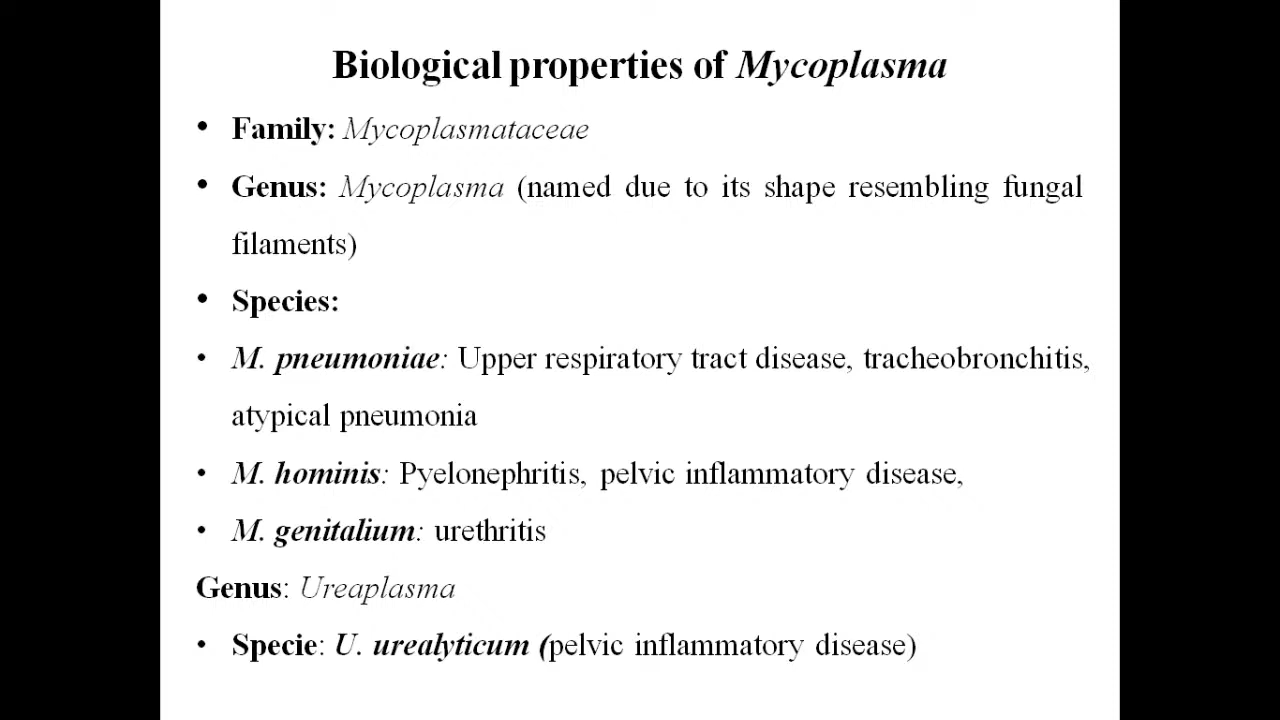 Biological properties of Mycoplasma
• Family: Mycoplasmataceae
• Genus: Mycoplasma (named due to its shape resembling fungal
filaments)
• Species:
• M. pneumoniae: Upper respiratory tract disease, tracheobronchitis,
atypical pneumonia
• M. hominis: Pyelonephritis, pelvic inflammatory disease,
• M. genitalium: urethritis
Genus: Ureaplasma
• Specie: U. urealyticum (pelvic inflammatory disease)